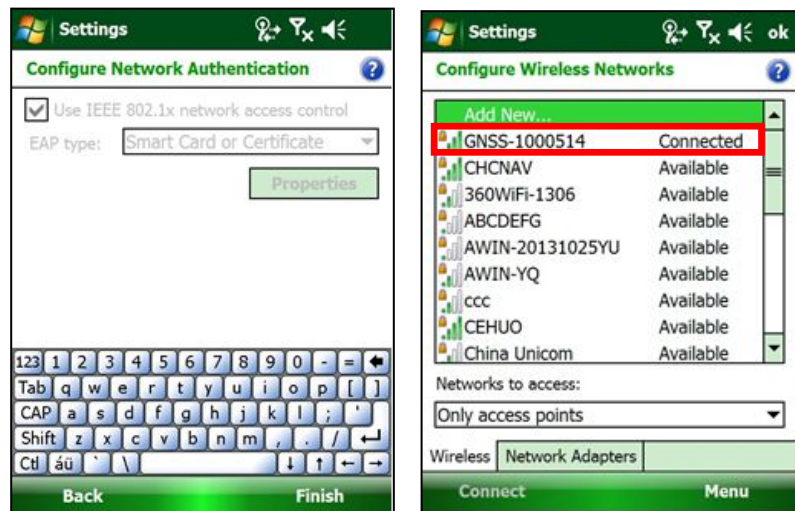 Settings
Configure Network Authentication
Use IEEE 802.1x network access control
EAP type: Smart Card or Certificate
Properties
123 1 2 3 4 5 6 7 8 9 0 - =
Tab q w e r t y u i o p [ ]
CAP a s d f g h j k l ; '
Shift z x c v b n m , . /
Ctl áü ` \
Back Finish
Settings ok
Configure Wireless Networks
Add New...
GNSS-1000514 Connected
CHCNAV Available
360WiFi-1306 Available
ABCDEFG Available
AWIN-20131025YU Available
AWIN-YQ Available
ccc Available
CEHUO Available
China Unicom Available
Networks to access:
Only access points
Wireless Network Adapters
Connect Menu